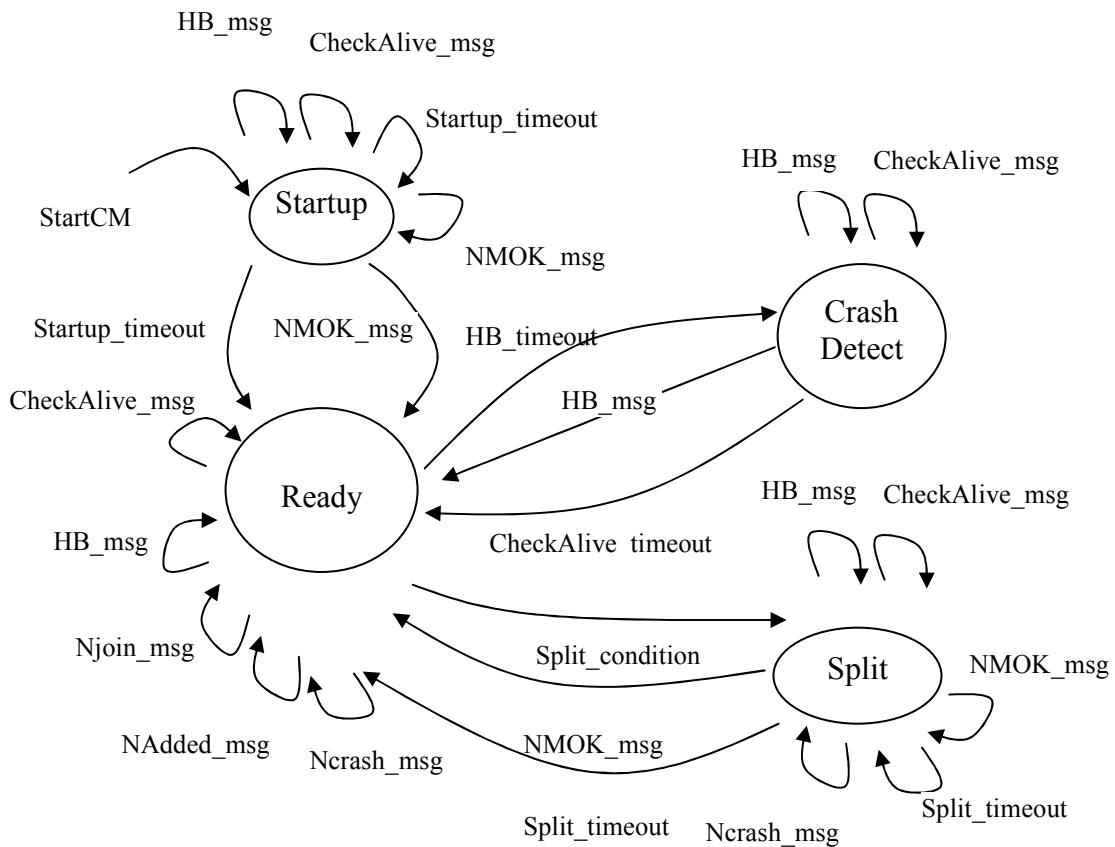 HB_msg
CheckAlive_msg
Startup_timeout
HB_msg
CheckAlive_msg
Startup
StartCM
NMOK_msg
Crash
Detect
Startup_timeout
NMOK_msg
HB_timeout
CheckAlive_msg
HB_msg
Ready
HB_msg
CheckAlive_msg
HB_msg
CheckAlive timeout
Njoin_msg
Split_condition
Split
NMOK_msg
NAdded_msg
Ncrash_msg
NMOK_msg
Split_timeout
Split_timeout
Ncrash_msg